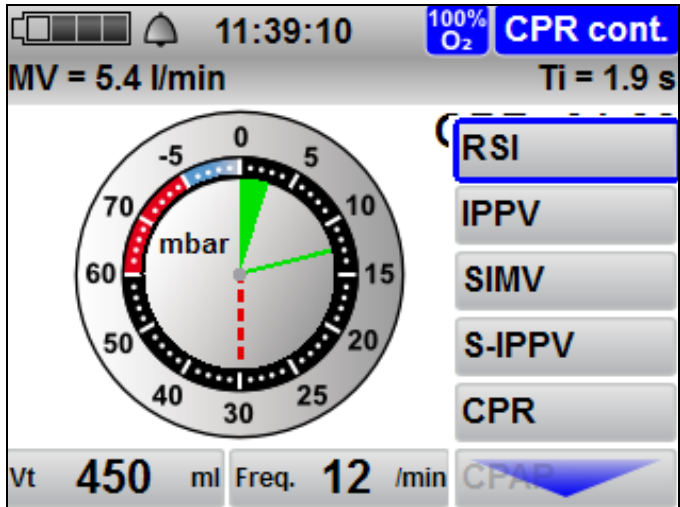 11:39:10
100%
O₂
CPR cont.
MV = 5.4 l/min
Ti = 1.9 s
RSI
IPPV
SIMV
S-IPPV
CPR
CPAP
-5
0
5
70
10
mbar
60
15
50
20
40
30
25
Vt 450 ml
Freq. 12 /min